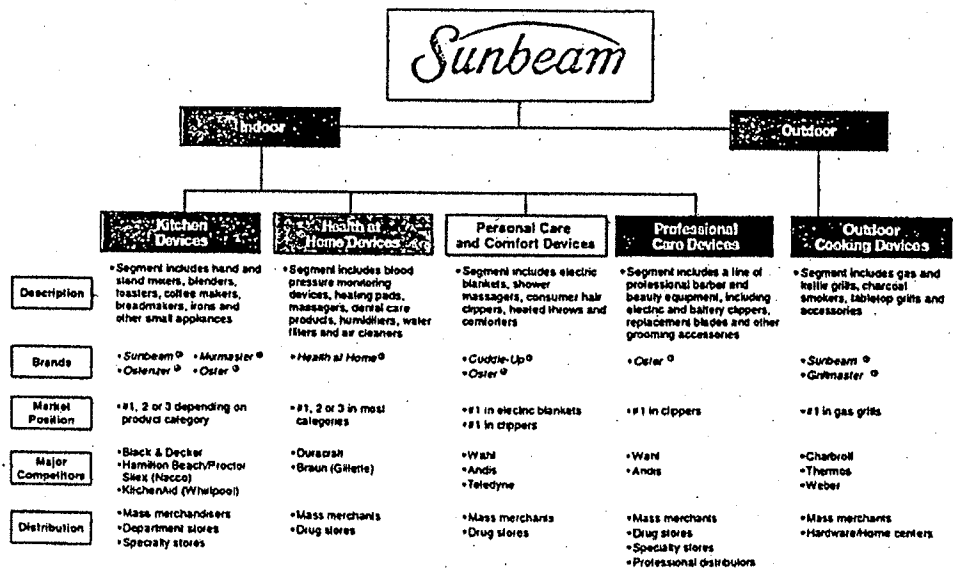 Sunbeam
Indoor
Outdoor
Kitchen
Devices
Health at
Home Devices
Personal Care
and Comfort Devices
Professional
Care Devices
Outdoor
Cooking Devices
Description
•Segment includes hand and
stand mixers, blenders,
toasters, coffee makers,
breadmakers, irons and
other small appliances
•Segment includes blood
pressure monitoring
devices, heating pads,
massagers, dental care
products, humidifiers, water
filters and air cleaners
•Segment includes electric
blankets, shower
massagers, consumer hair
clippers, heated throws and
comforters
•Segment includes a line of
professional barber and
beauty equipment, including
electric and battery clippers,
replacement blades and other
grooming accessories
•Segment includes gas and
kettle grills, charcoal
smokers, tabletop grills and
accessories
Brands
•Sunbeam® •Mixmaster®
•Osterizer® •Oster®
•Health at Home®
•Cuddle-Up®
•Oster®
•Oster®
•Sunbeam®
•Grillmaster®
Market
Position
•#1, 2 or 3 depending on
product category
•#1, 2 or 3 in most
categories
•#1 in electric blankets
•#1 in clippers
•#1 in clippers
•#1 in gas grills
Major
Competitors
•Black & Decker
•Hamilton Beach/Proctor
Silex (Nacco)
•KitchenAid (Whirlpool)
•Duracraft
•Braun (Gillette)
•Wahl
•Andis
•Teledyne
•Wahl
•Andis
•Charbroil
•Thermos
•Weber
Distribution
•Mass merchandisers
•Department stores
•Specialty stores
•Mass merchants
•Drug stores
•Mass merchants
•Drug stores
•Mass merchants
•Drug stores
•Specialty stores
•Professional distributors
•Mass merchants
•Hardware/Home centers